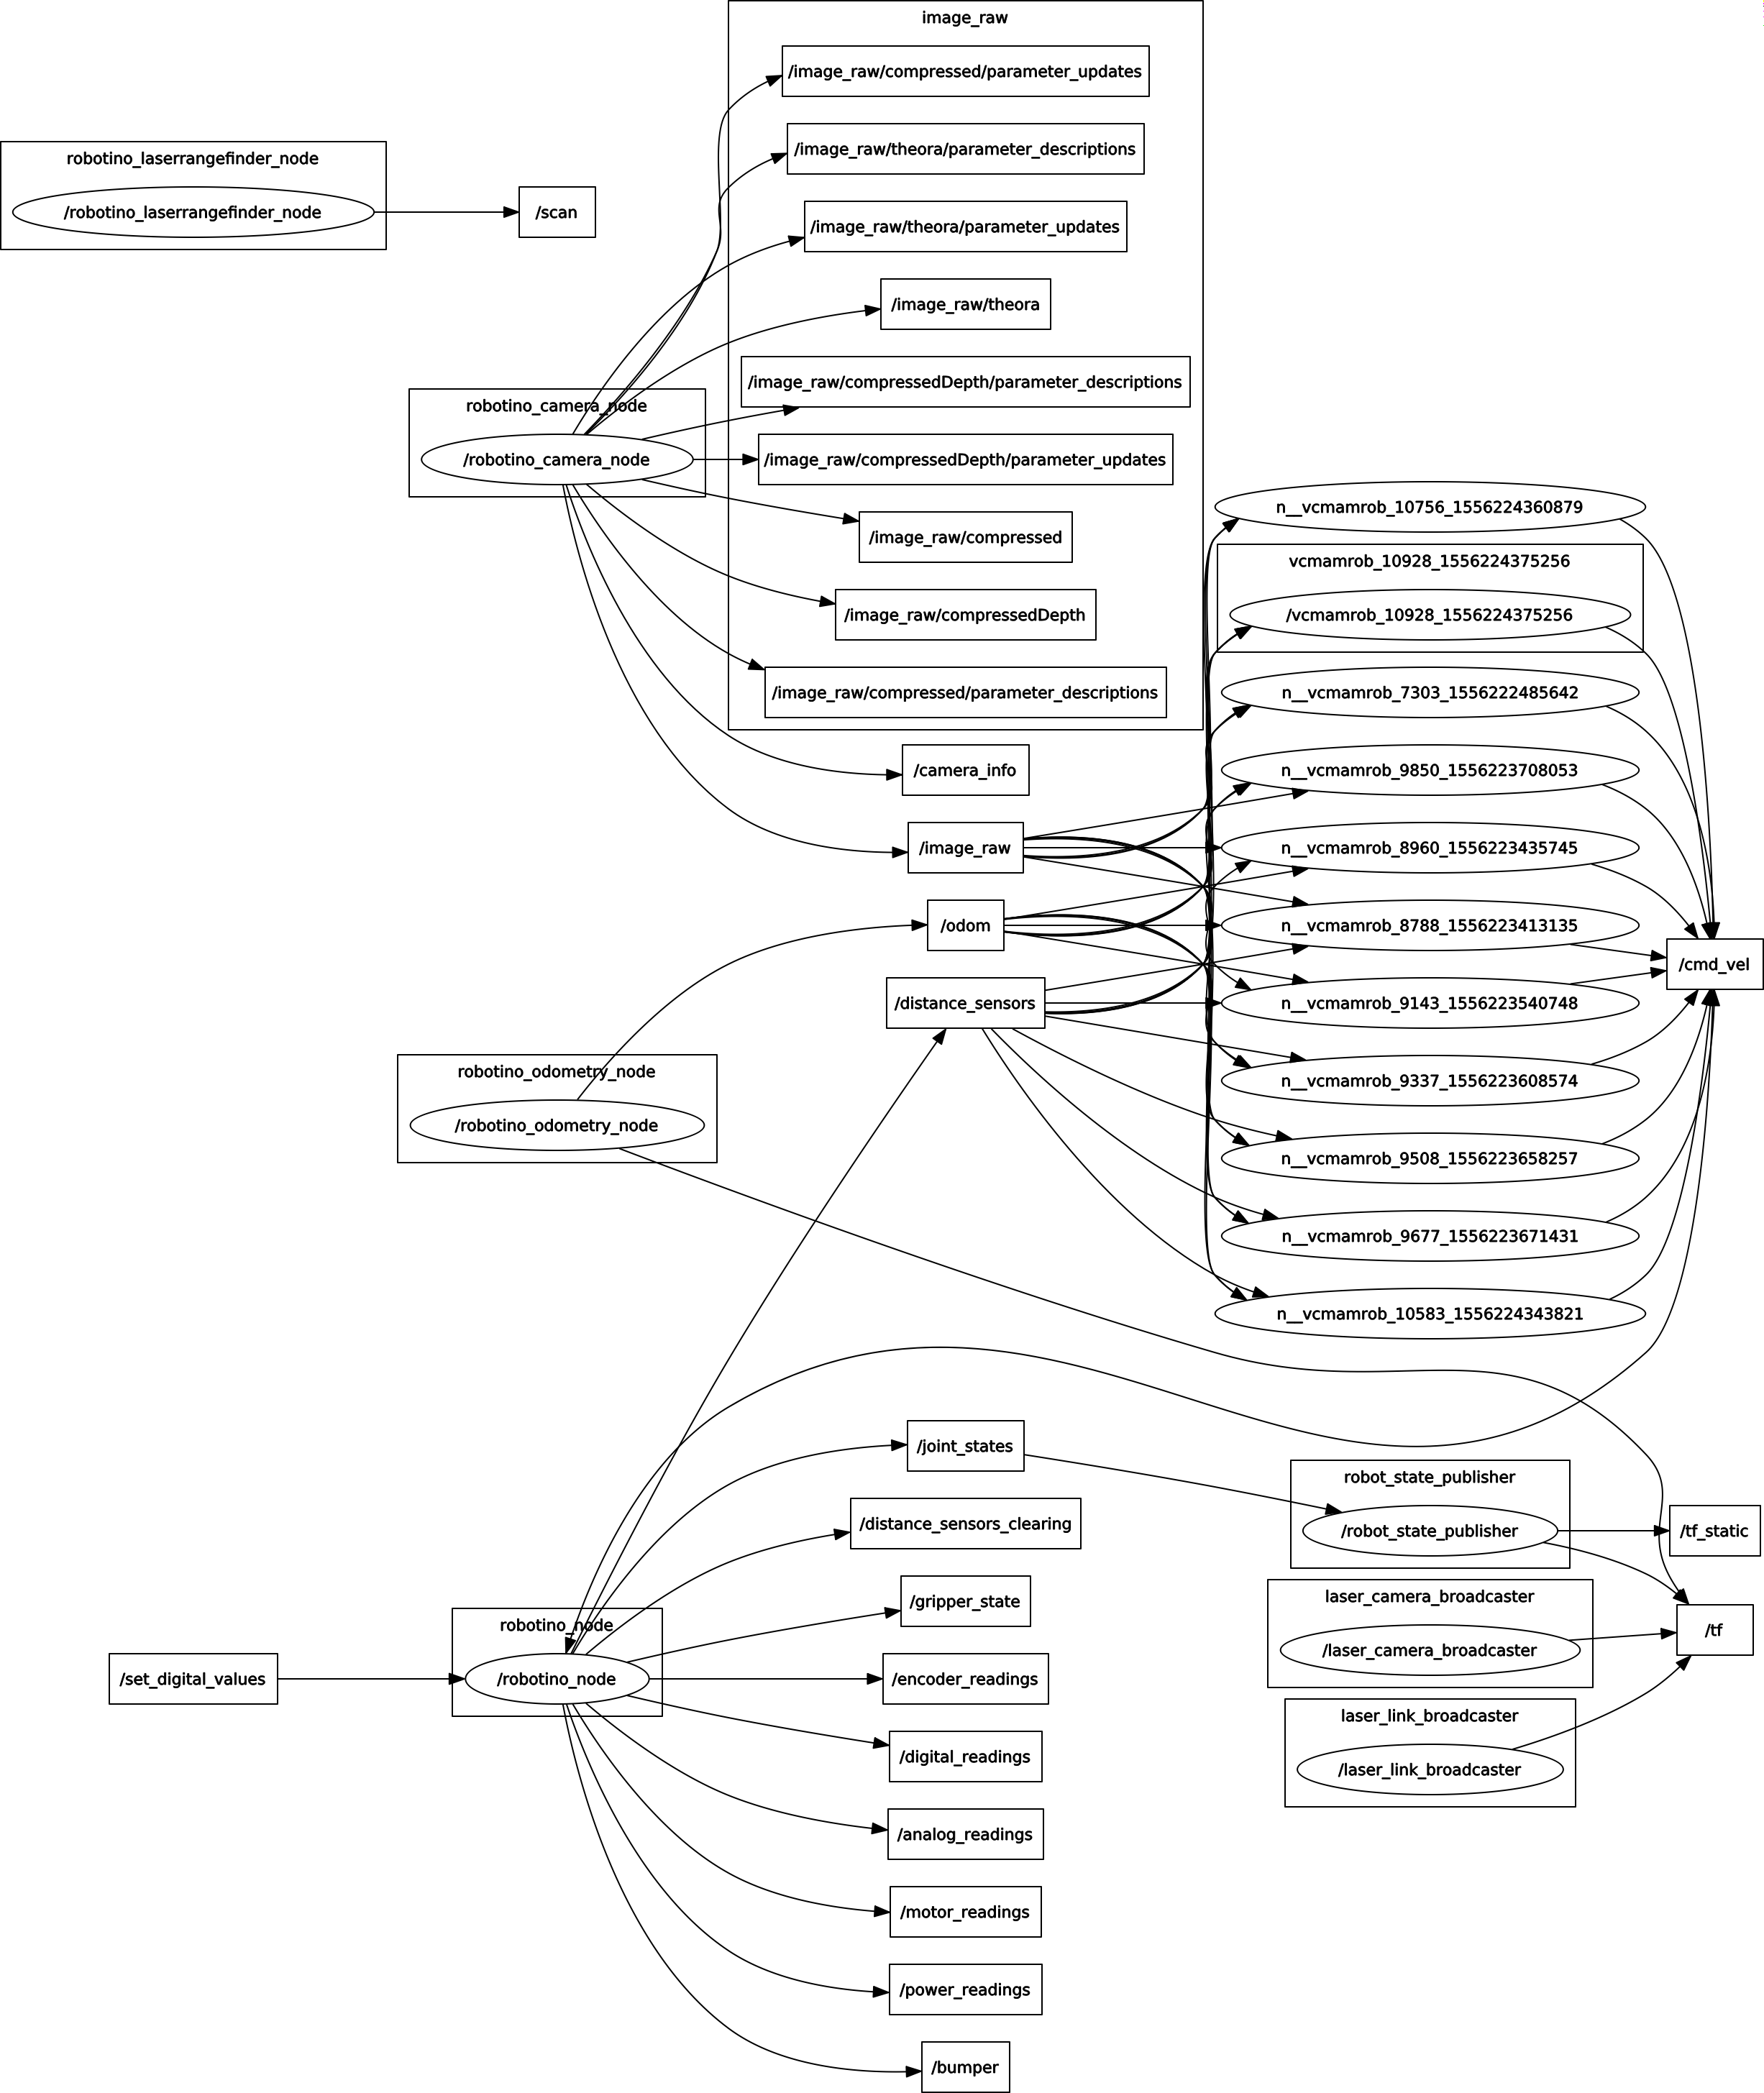 image_raw
/image_raw/compressed/parameter_updates
/image_raw/theora/parameter_descriptions
robotino_laserrangefinder_node
/robotino_laserrangefinder_node
/scan
/image_raw/theora/parameter_updates
/image_raw/theora
/image_raw/compressedDepth/parameter_descriptions
robotino_camera_node
/robotino_camera_node
/image_raw/compressedDepth/parameter_updates
/image_raw/compressed
/image_raw/compressedDepth
/image_raw/compressed/parameter_descriptions
/camera_info
/image_raw
/odom
/distance_sensors
n__vcmamrob_10756_1556224360879
vcmamrob_10928_1556224375256
/vcmamrob_10928_1556224375256
n__vcmamrob_7303_1556222485642
n__vcmamrob_9850_1556223708053
n__vcmamrob_8960_1556223435745
n__vcmamrob_8788_1556223413135
n__vcmamrob_9143_1556223540748
n__vcmamrob_9337_1556223608574
n__vcmamrob_9508_1556223658257
n__vcmamrob_9677_1556223671431
n__vcmamrob_10583_1556224343821
/cmd_vel
robotino_odometry_node
/robotino_odometry_node
/joint_states
/distance_sensors_clearing
/gripper_state
robotino_node
/robotino_node
/set_digital_values
/encoder_readings
/digital_readings
/analog_readings
/motor_readings
/power_readings
/bumper
robot_state_publisher
/robot_state_publisher
/tf_static
laser_camera_broadcaster
/laser_camera_broadcaster
/tf
laser_link_broadcaster
/laser_link_broadcaster